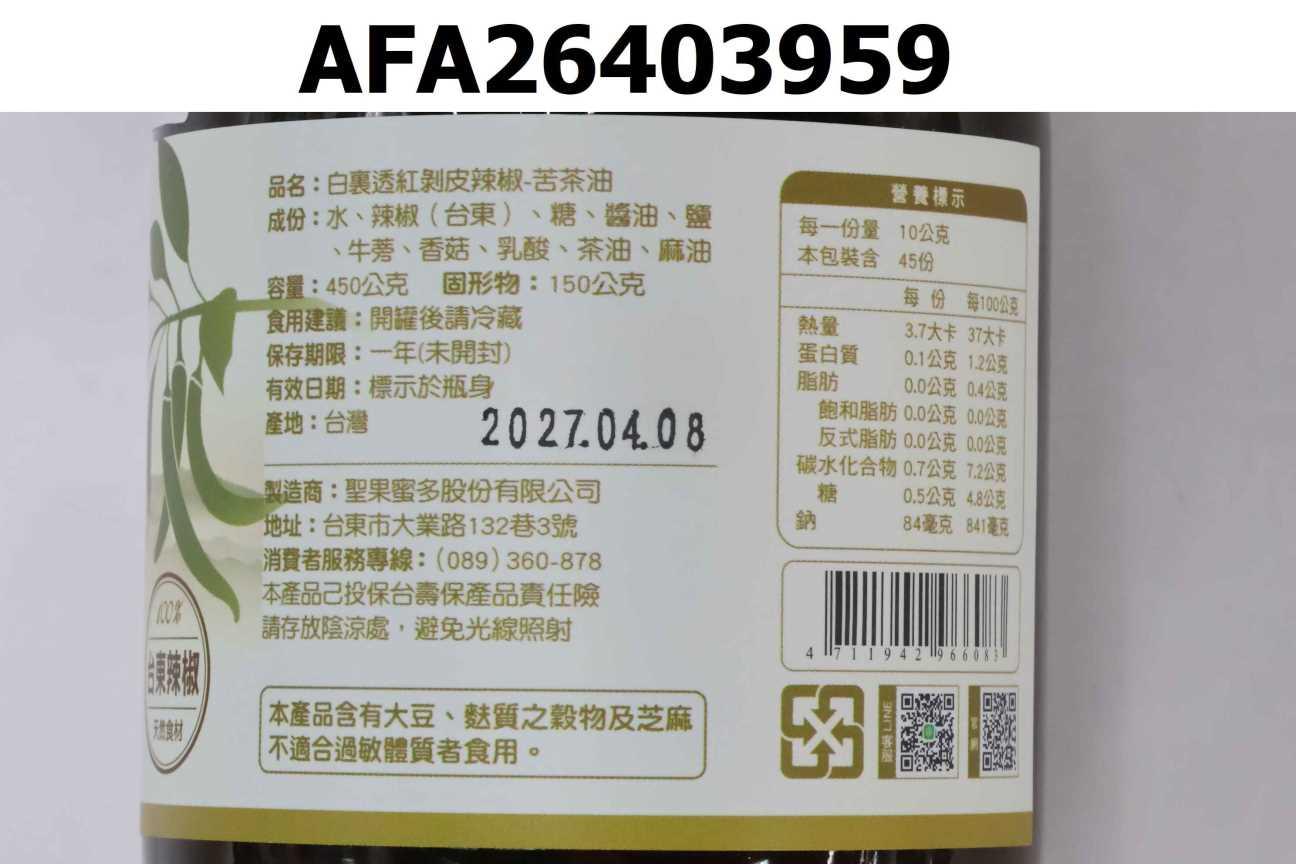 AFA26403959
品名：白裏透紅剝皮辣椒-苦茶油
成份：水、辣椒（台東）、糖、醬油、鹽
、牛蒡、香菇、乳酸、茶油、麻油
容量：450公克 固形物：150公克
食用建議：開罐後請冷藏
保存期限：一年(未開封)
有效日期：標示於瓶身
產地：台灣
2027.04.08
製造商：聖果蜜多股份有限公司
地址：台東市大業路132巷3號
消費者服務專線：(089)360-878
本產品己投保台壽保產品責任險
請存放陰涼處，避免光線照射
100%
台東辣椒
天然食材
本產品含有大豆、麩質之穀物及芝麻
不適合過敏體質者食用。
營養標示
每一份量 10公克
本包裝含 45份
每 份 每100公克
熱量 3.7大卡 37大卡
蛋白質 0.1公克 1.2公克
脂肪 0.0公克 0.4公克
飽和脂肪 0.0公克 0.0公克
反式脂肪 0.0公克 0.0公克
碳水化合物 0.7公克 7.2公克
糖 0.5公克 4.8公克
鈉 84毫克 841毫克
4 711942 966083
LINE